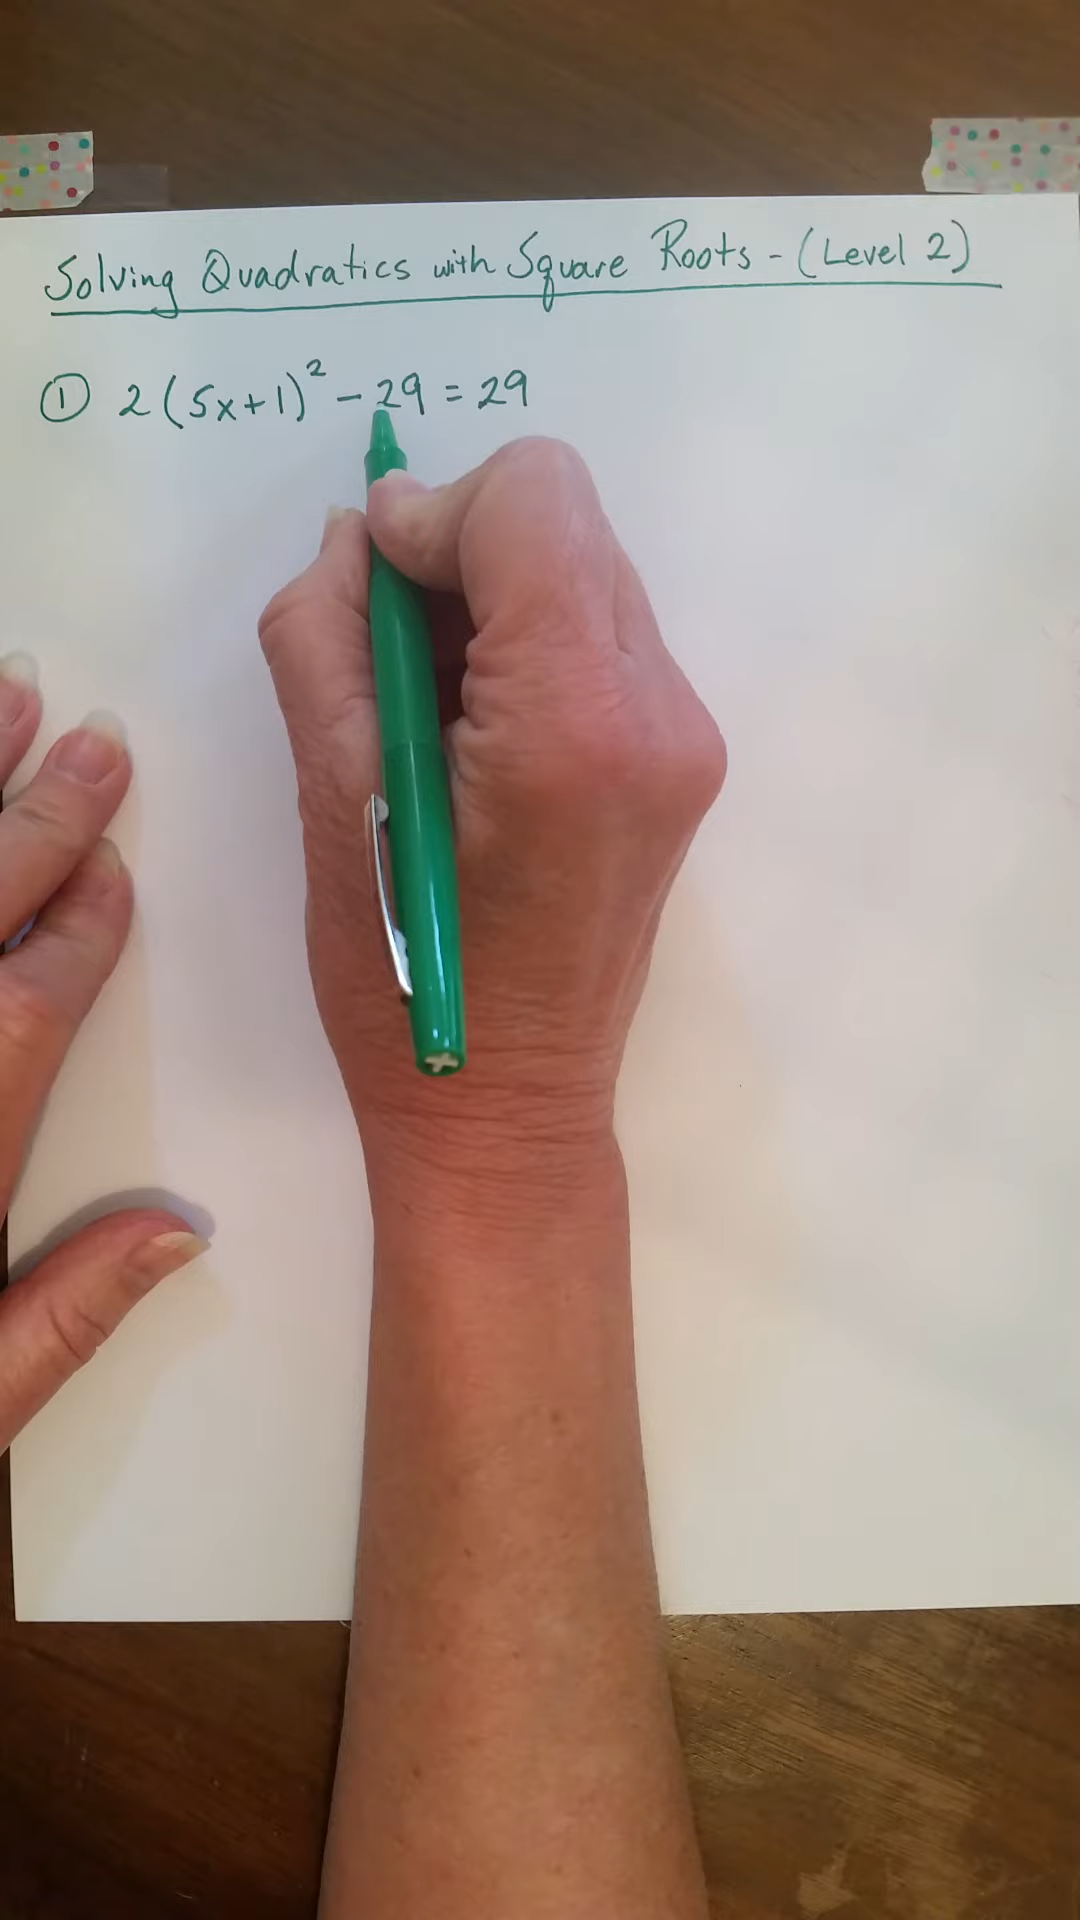 Solving Quadratics with Square Roots - (Level 2)
① 2(5x+1)² - 29 = 29